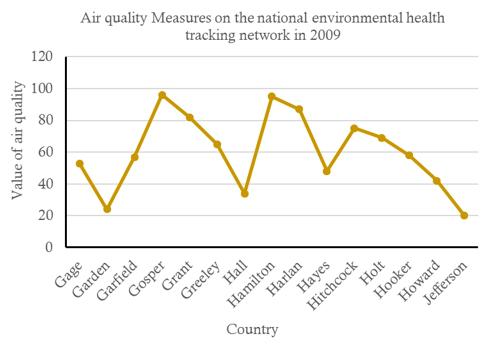 Air quality Measures on the national environmental health
tracking network in 2009
Value of air quality
120
100
80
60
40
20
0
Gage
Garden
Garfield
Gosper
Grant
Greeley
Hall
Hamilton
Harlan
Hayes
Hitchcock
Holt
Hooker
Howard
Jefferson
Country